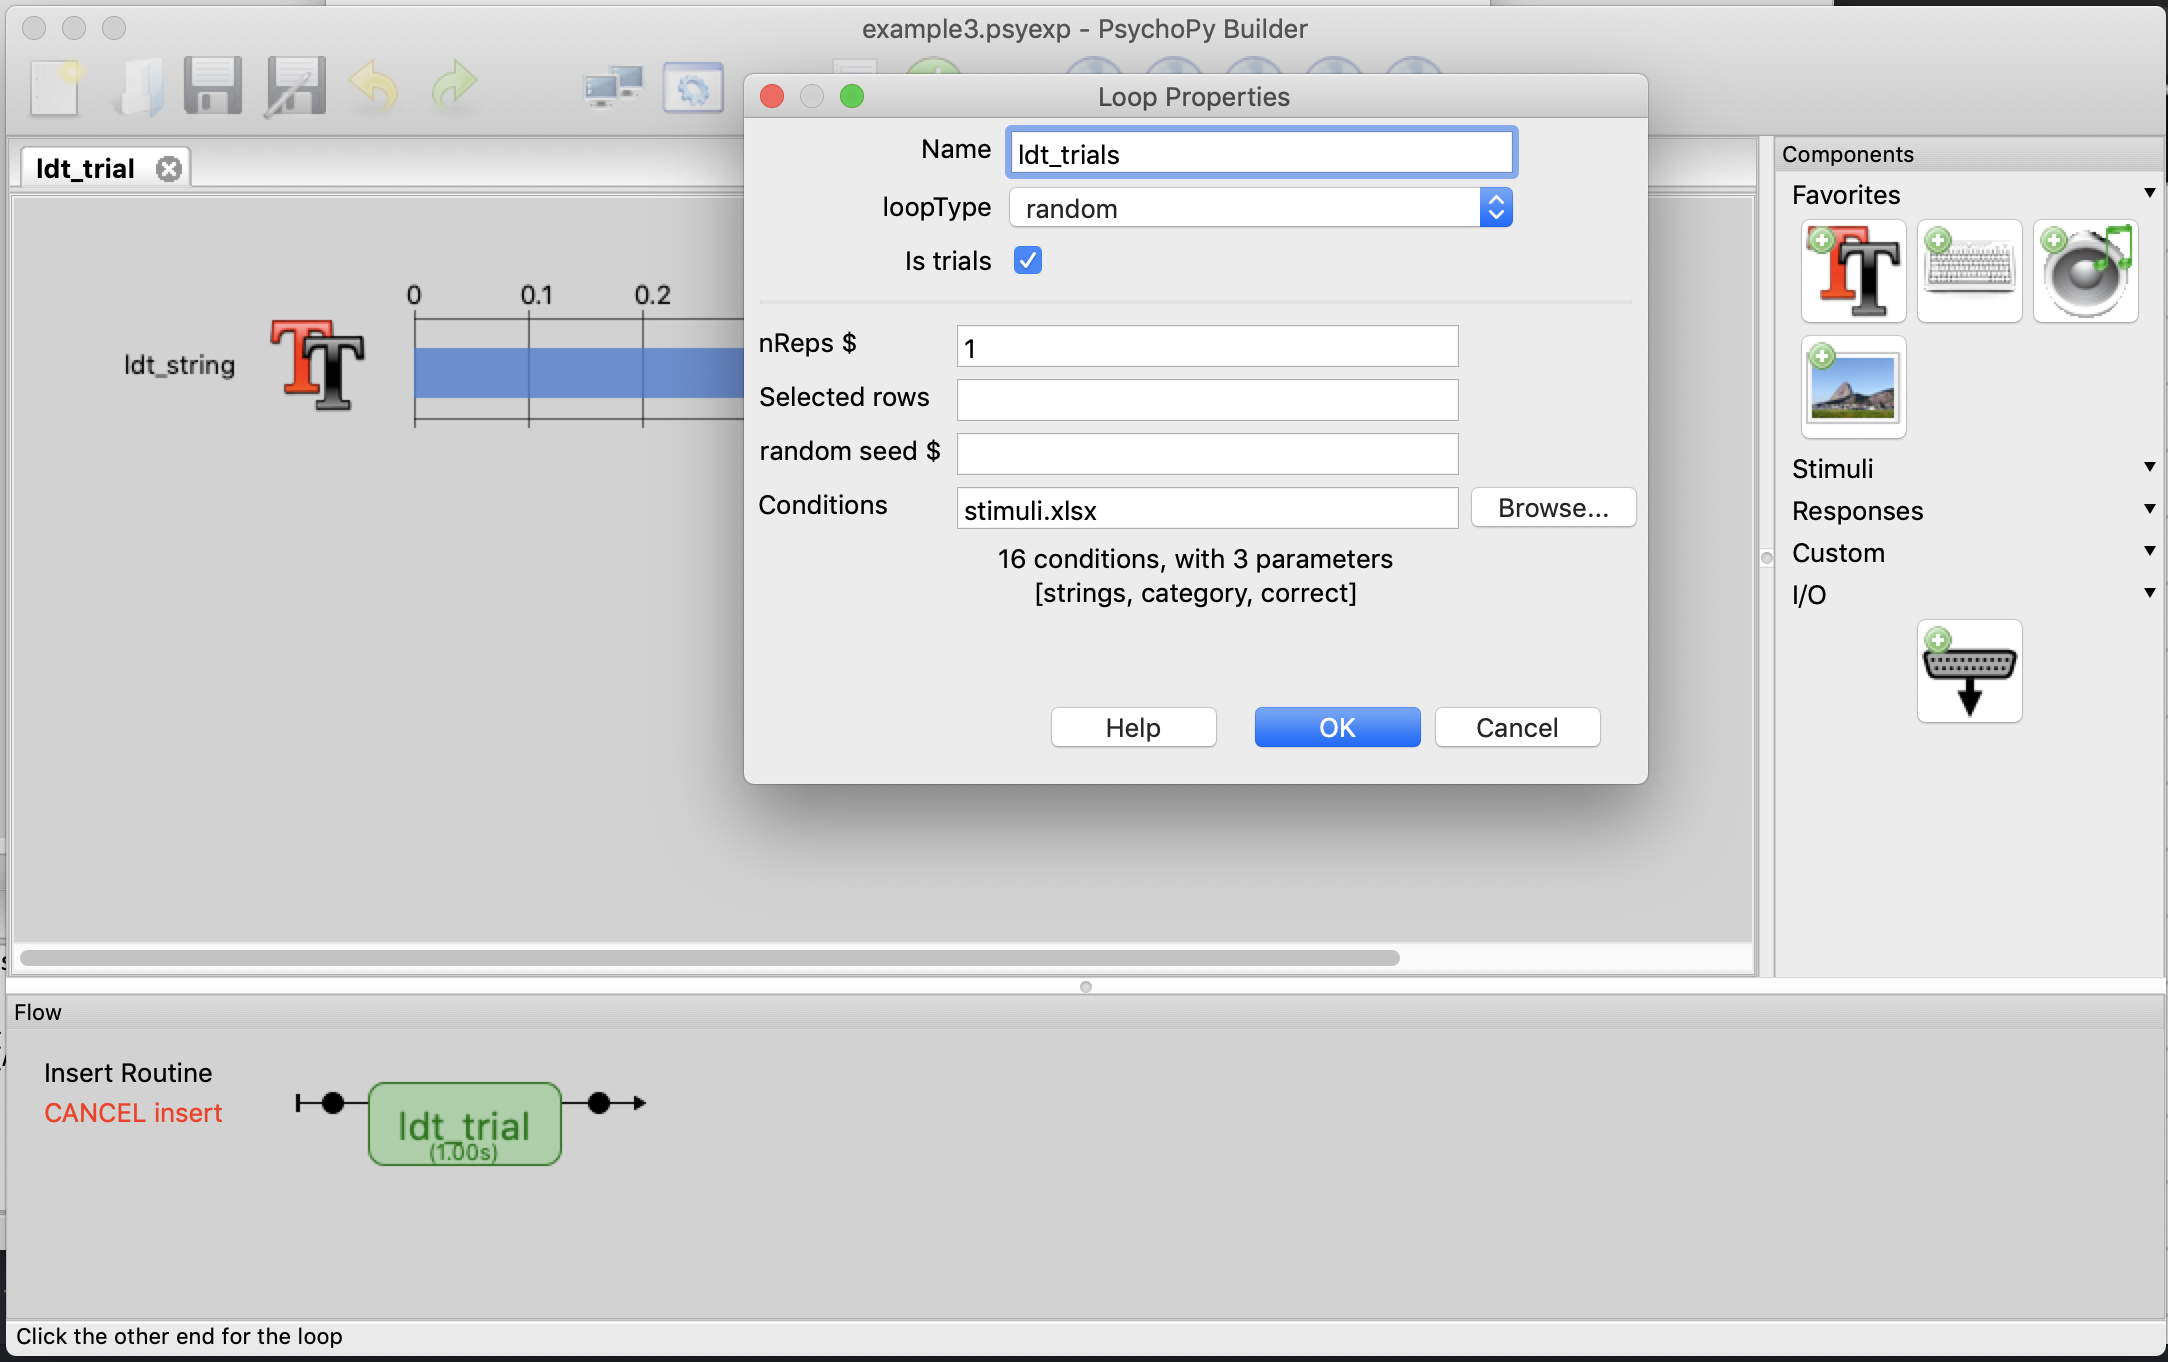 example3.psyexp - PsychoPy Builder
Loop Properties
Name ldt_trials
loopType random
Is trials
nReps $ 1
Selected rows
random seed $
Conditions stimuli.xlsx Browse...
16 conditions, with 3 parameters
[strings, category, correct]
Help OK Cancel
ldt_trial
0 0.1 0.2
ldt_string
Components
Favorites
Stimuli
Responses
Custom
I/O
Flow
Insert Routine
CANCEL insert
ldt_trial
(1.00s)
Click the other end for the loop